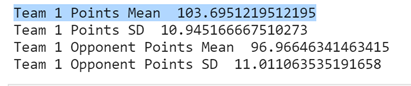 Team 1 Points Mean  103.6951219512195
Team 1 Points SD  10.945166667510273
Team 1 Opponent Points Mean  96.96646341463415
Team 1 Opponent Points SD  11.011063535191658